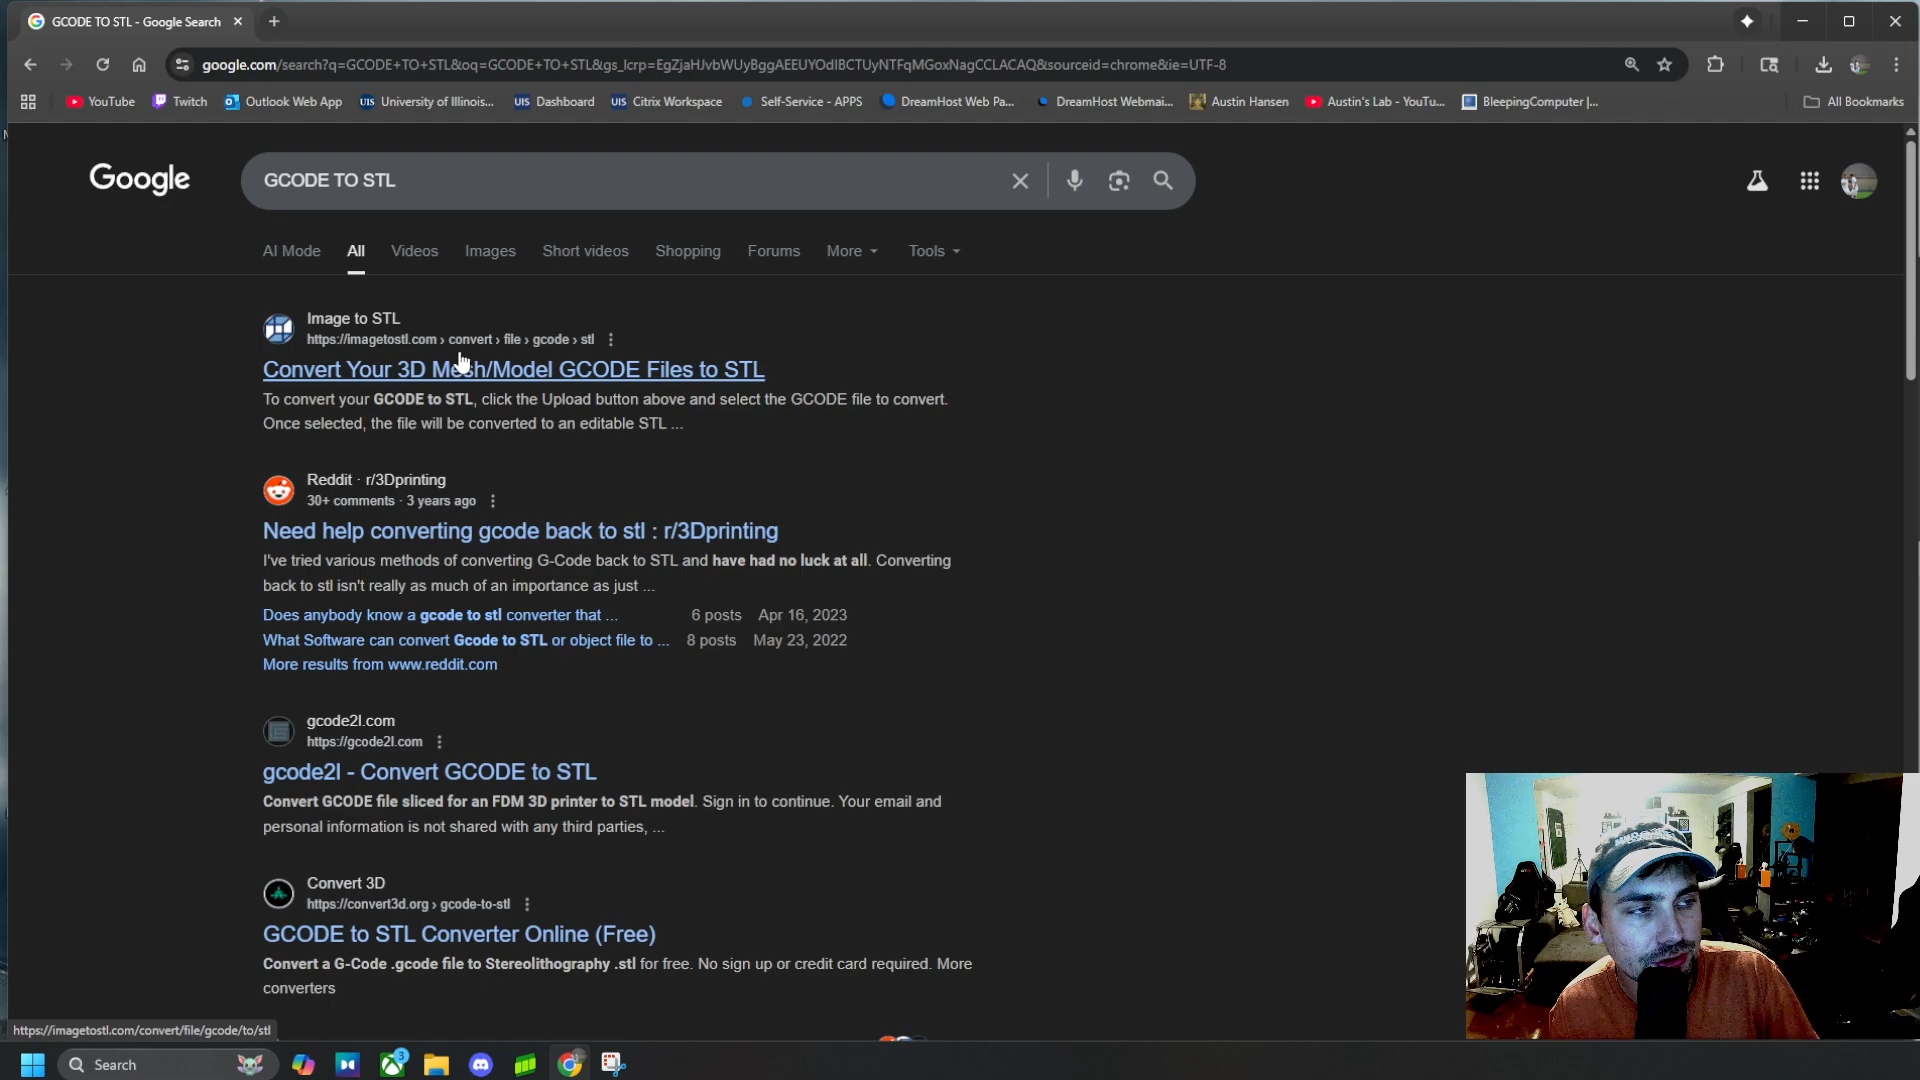 GCODE TO STL - Google Search
google.com/search?q=GCODE+TO+STL&oq=GCODE+TO+STL&gs_lcrp=EgZjaHJvbWUyBggAEEUYOdIBCTUyNTFqMGoxNagCCLACAQ&sourceid=chrome&ie=UTF-8
YouTube Twitch Outlook Web App UIS University of Illinois... UIS Dashboard UIS Citrix Workspace Self-Service - APPS DreamHost Web Pa... DreamHost Webmai... Austin Hansen Austin's Lab - YouTu... BleepingComputer |... All Bookmarks
Google GCODE TO STL
AI Mode All Videos Images Short videos Shopping Forums More Tools
Image to STL
https://imagetostl.com › convert › file › gcode › stl
Convert Your 3D Mesh/Model GCODE Files to STL
To convert your GCODE to STL, click the Upload button above and select the GCODE file to convert.
Once selected, the file will be converted to an editable STL ...
Reddit · r/3Dprinting
30+ comments · 3 years ago
Need help converting gcode back to stl : r/3Dprinting
I've tried various methods of converting G-Code back to STL and have had no luck at all. Converting
back to stl isn't really as much of an importance as just ...
Does anybody know a gcode to stl converter that ... 6 posts Apr 16, 2023
What Software can convert Gcode to STL or object file to ... 8 posts May 23, 2022
More results from www.reddit.com
gcode2l.com
https://gcode2l.com
gcode2l - Convert GCODE to STL
Convert GCODE file sliced for an FDM 3D printer to STL model. Sign in to continue. Your email and
personal information is not shared with any third parties, ...
Convert 3D
https://convert3d.org › gcode-to-stl
GCODE to STL Converter Online (Free)
Convert a G-Code .gcode file to Stereolithography .stl for free. No sign up or credit card required. More
converters
https://imagetostl.com/convert/file/gcode/to/stl
Search
3